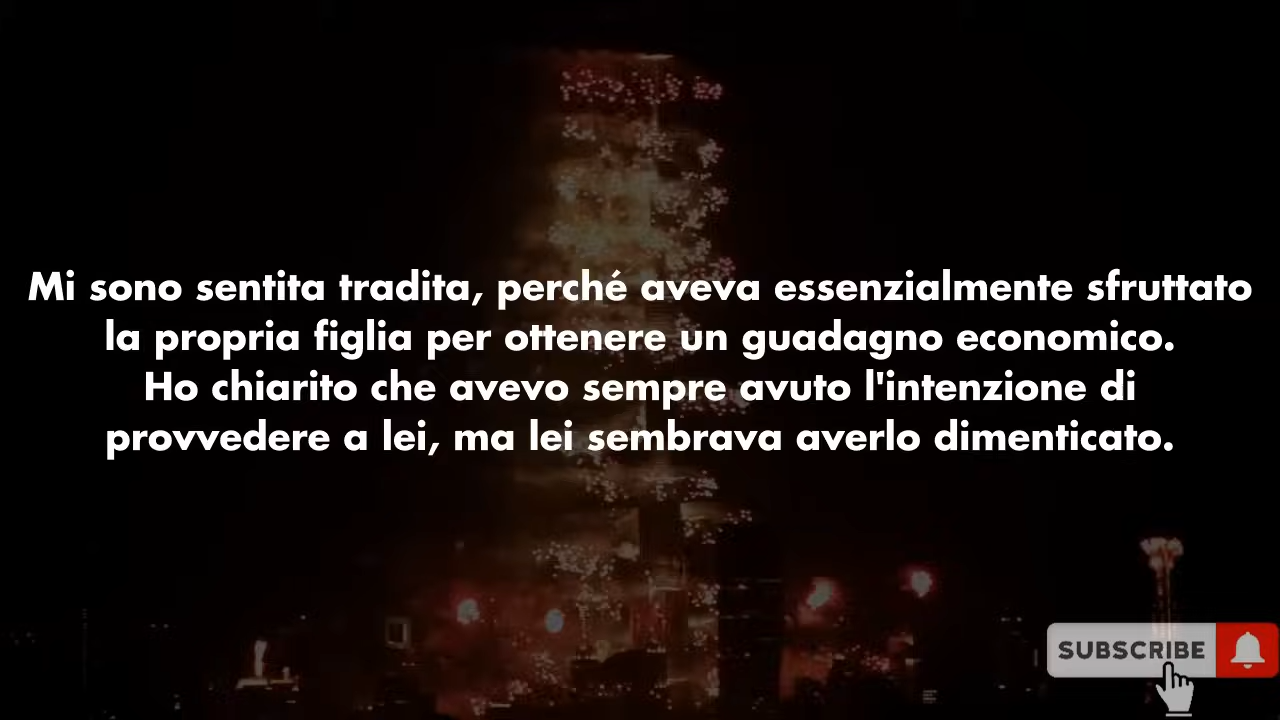 Mi sono sentita tradita, perché aveva essenzialmente sfruttato
la propria figlia per ottenere un guadagno economico.
Ho chiarito che avevo sempre avuto l'intenzione di
provvedere a lei, ma lei sembrava averlo dimenticato.
SUBSCRIBE